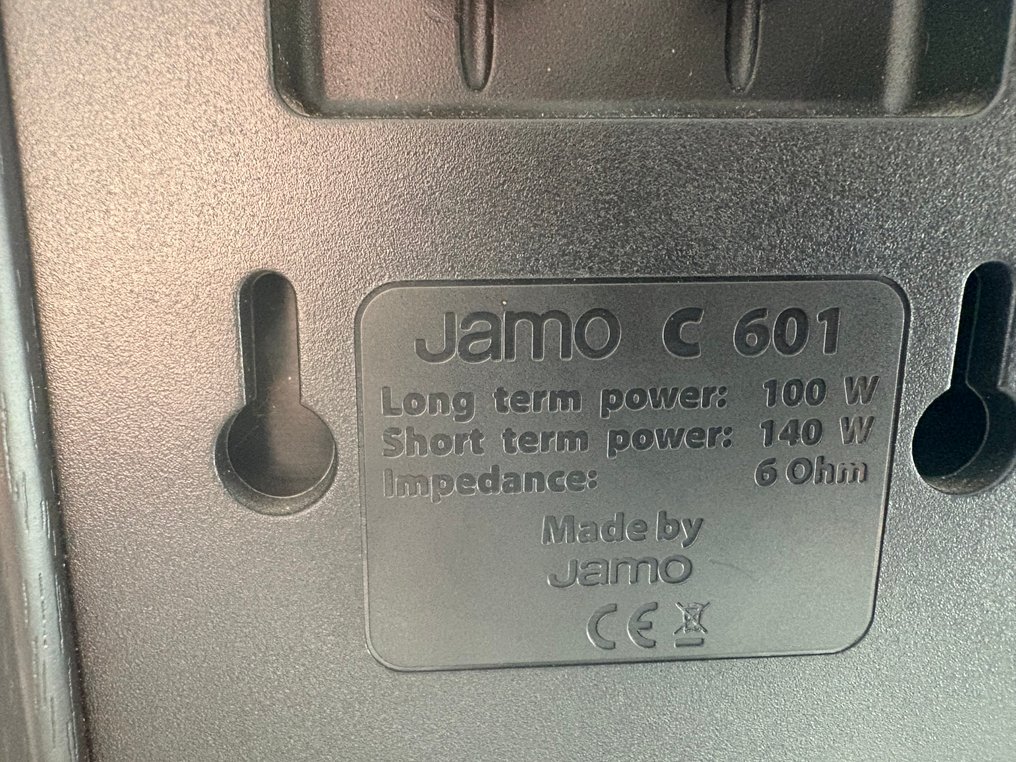 Jamo C 601
Long term power: 100 W
Short term power: 140 W
Impedance: 6 Ohm
Made by
Jamo
CE